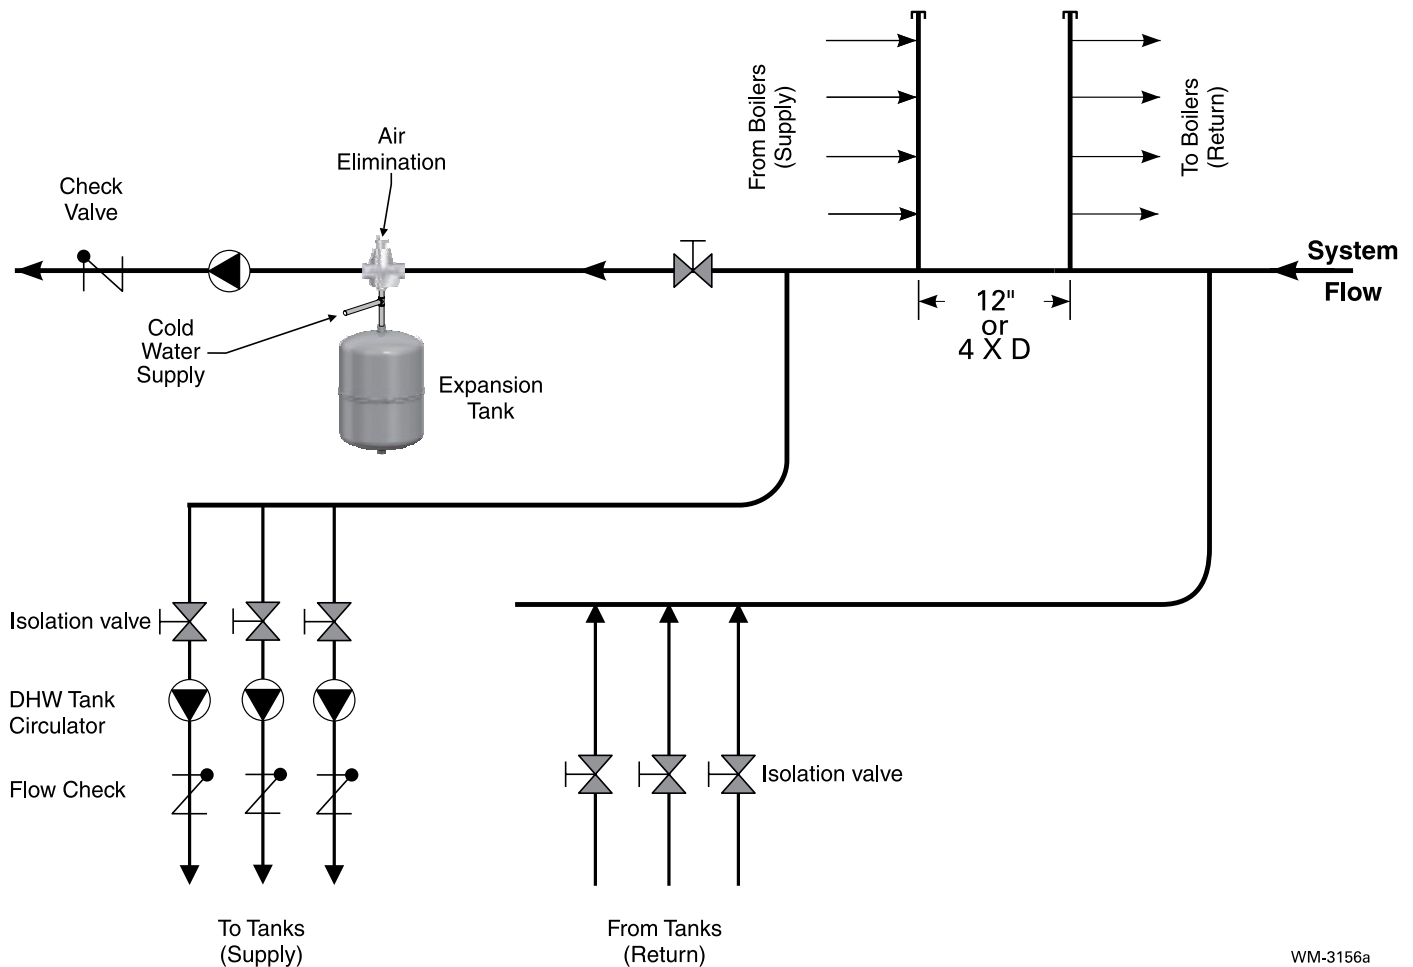 From Boilers
(Supply)
To Boilers
(Return)
Air
Elimination
Check
Valve
System
Flow
12"
or
4 X D
Cold
Water
Supply
Expansion
Tank
Isolation valve
DHW Tank
Circulator
Flow Check
Isolation valve
To Tanks
(Supply)
From Tanks
(Return)
WM-3156a